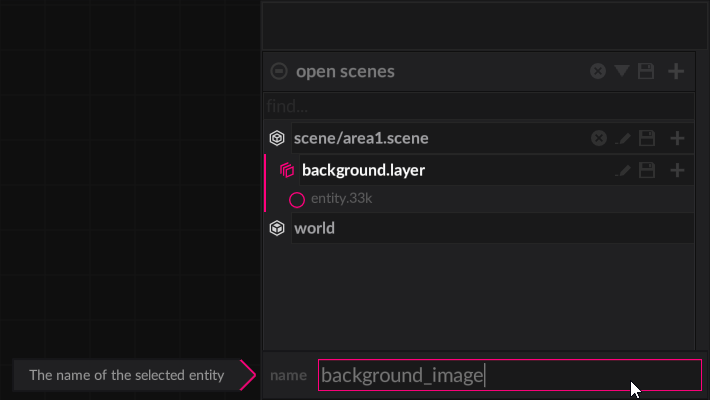 open scenes
find...
scene/area1.scene
background.layer
entity.33k
world
The name of the selected entity
name
background_image